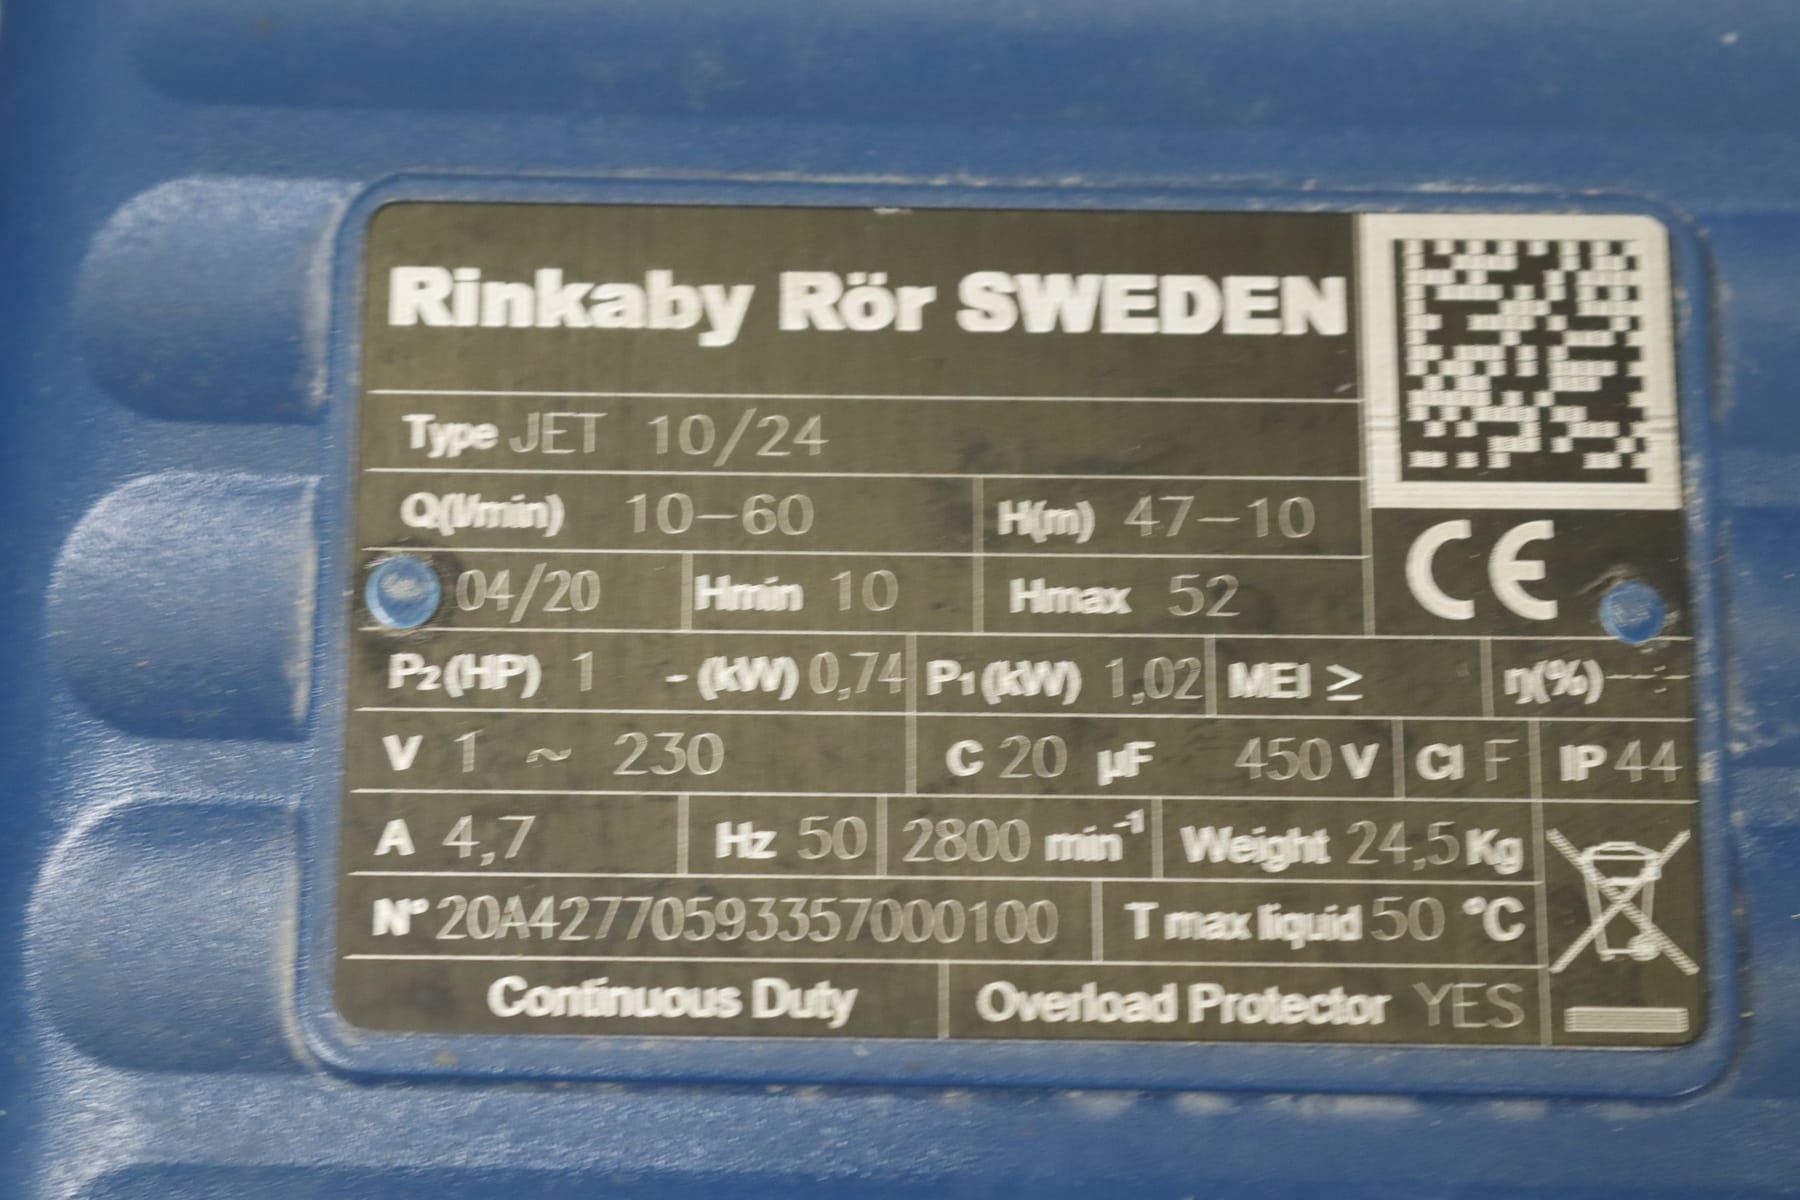 Rinkaby Rör SWEDEN
Type JET 10/24
Q(l/min) 10-60 H(m) 47-10
04/20 Hmin 10 Hmax 52
CE
P2(HP) 1 - (kW) 0,74 P1(kW) 1,02 MEI ≥ η(%)----
V 1 ~ 230 C 20 µF 450 V Cl F IP 44
A 4,7 Hz 50 2800 min-1 Weight 24,5 Kg
N° 20A42770593357000100 T max liquid 50 °C
Continuous Duty Overload Protector YES